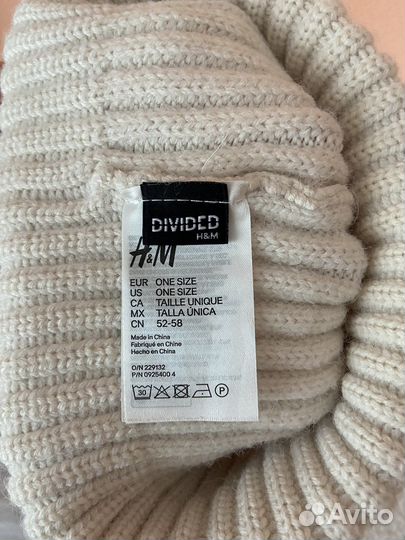 DIVIDED
H&M
H&M
EUR ONE SIZE
US ONE SIZE
CA TAILLE UNIQUE
MX TALLA ÚNICA
CN 52-58
Made in China
Fabriqué en Chine
Hecho en China
O/N 229132
P/N 0925400 4
30 P
Avito